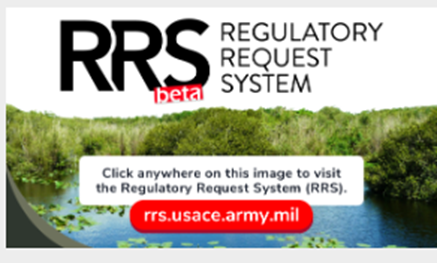 RRS
beta
REGULATORY
REQUEST
SYSTEM
Click anywhere on this image to visit
the Regulatory Request System (RRS).
rrs.usace.army.mil